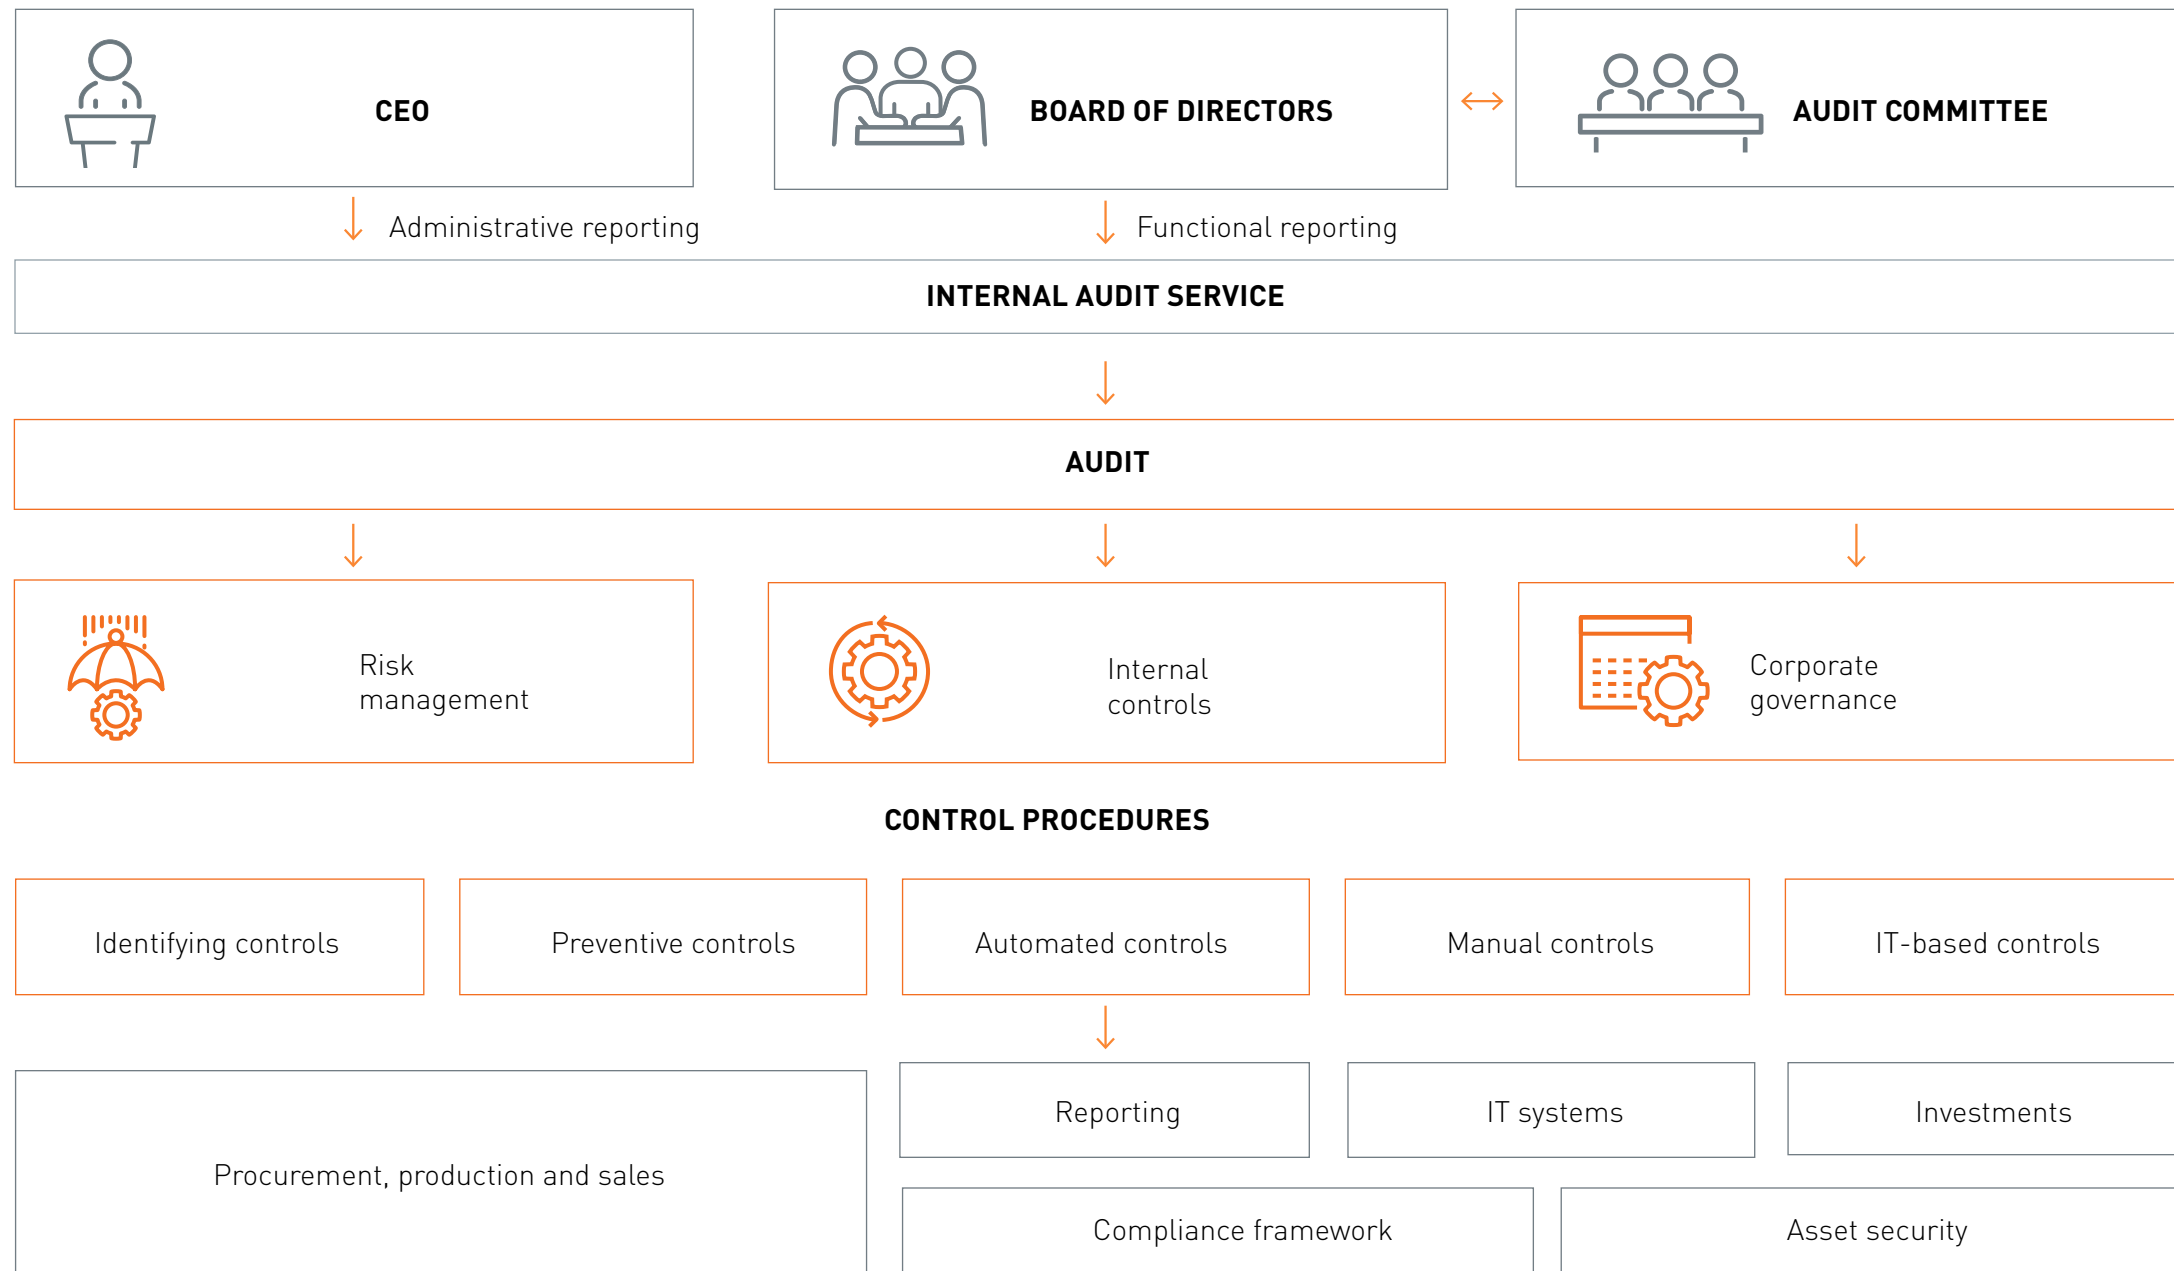 CEO
BOARD OF DIRECTORS
AUDIT COMMITTEE
Administrative reporting
Functional reporting
INTERNAL AUDIT SERVICE
AUDIT
Risk
management
Internal
controls
Corporate
governance
CONTROL PROCEDURES
Identifying controls
Preventive controls
Automated controls
Manual controls
IT-based controls
Procurement, production and sales
Reporting
IT systems
Investments
Compliance framework
Asset security